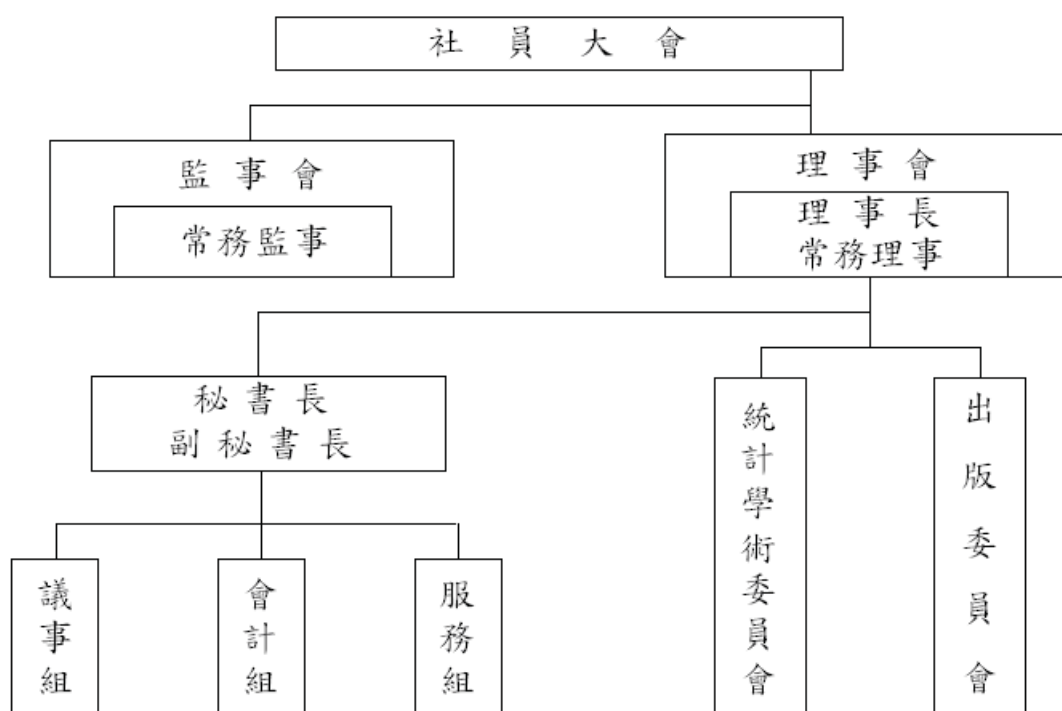 社員大會
監事會
常務監事
理事會
理事長
常務理事
秘書長
副秘書長
統計學術委員會
出版委員會
議事組
會計組
服務組